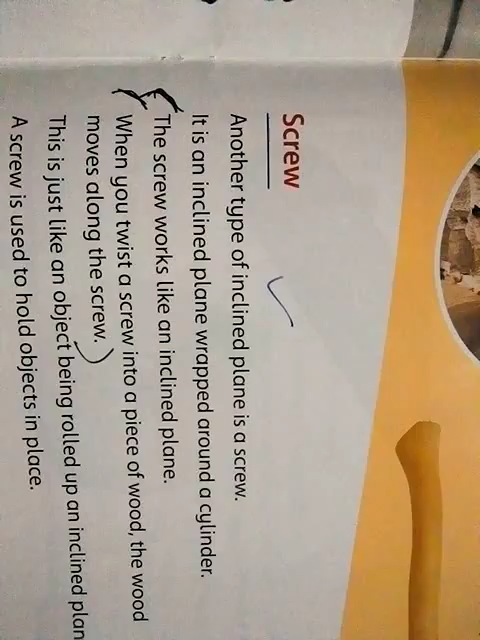 Screw
Another type of inclined plane is a screw.
It is an inclined plane wrapped around a cylinder.
The screw works like an inclined plane.
When you twist a screw into a piece of wood, the wood
moves along the screw.
This is just like an object being rolled up an inclined plan
A screw is used to hold objects in place.